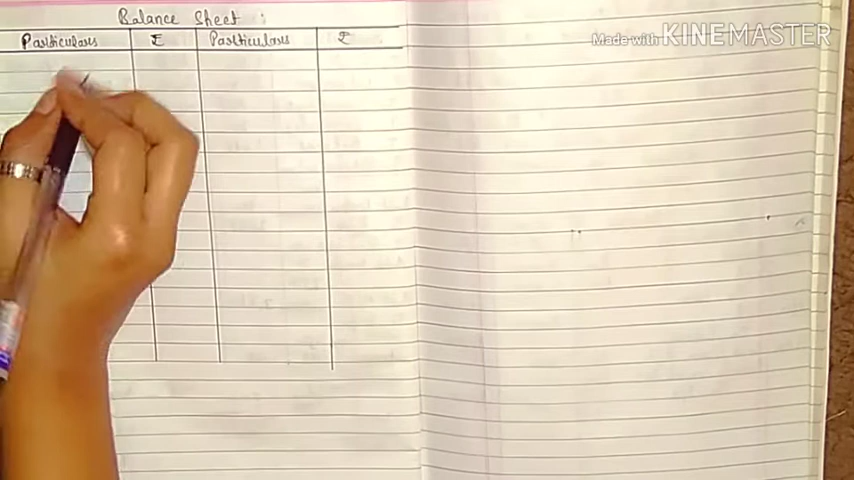 Balance Sheet :
Particulars ₹ Particulars ₹
Made with KINEMASTER